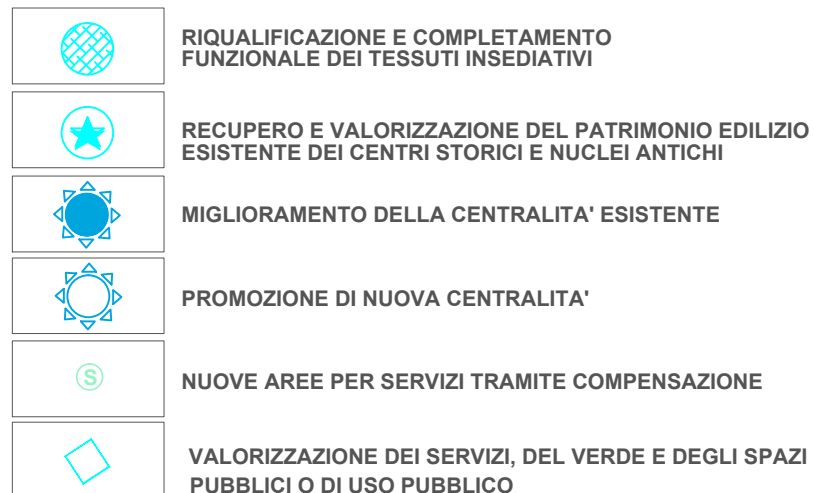 RIQUALIFICAZIONE E COMPLETAMENTO
FUNZIONALE DEI TESSUTI INSEDIATIVI
RECUPERO E VALORIZZAZIONE DEL PATRIMONIO EDILIZIO
ESISTENTE DEI CENTRI STORICI E NUCLEI ANTICHI
MIGLIORAMENTO DELLA CENTRALITA' ESISTENTE
PROMOZIONE DI NUOVA CENTRALITA'
S
NUOVE AREE PER SERVIZI TRAMITE COMPENSAZIONE
VALORIZZAZIONE DEI SERVIZI, DEL VERDE E DEGLI SPAZI
PUBBLICI O DI USO PUBBLICO